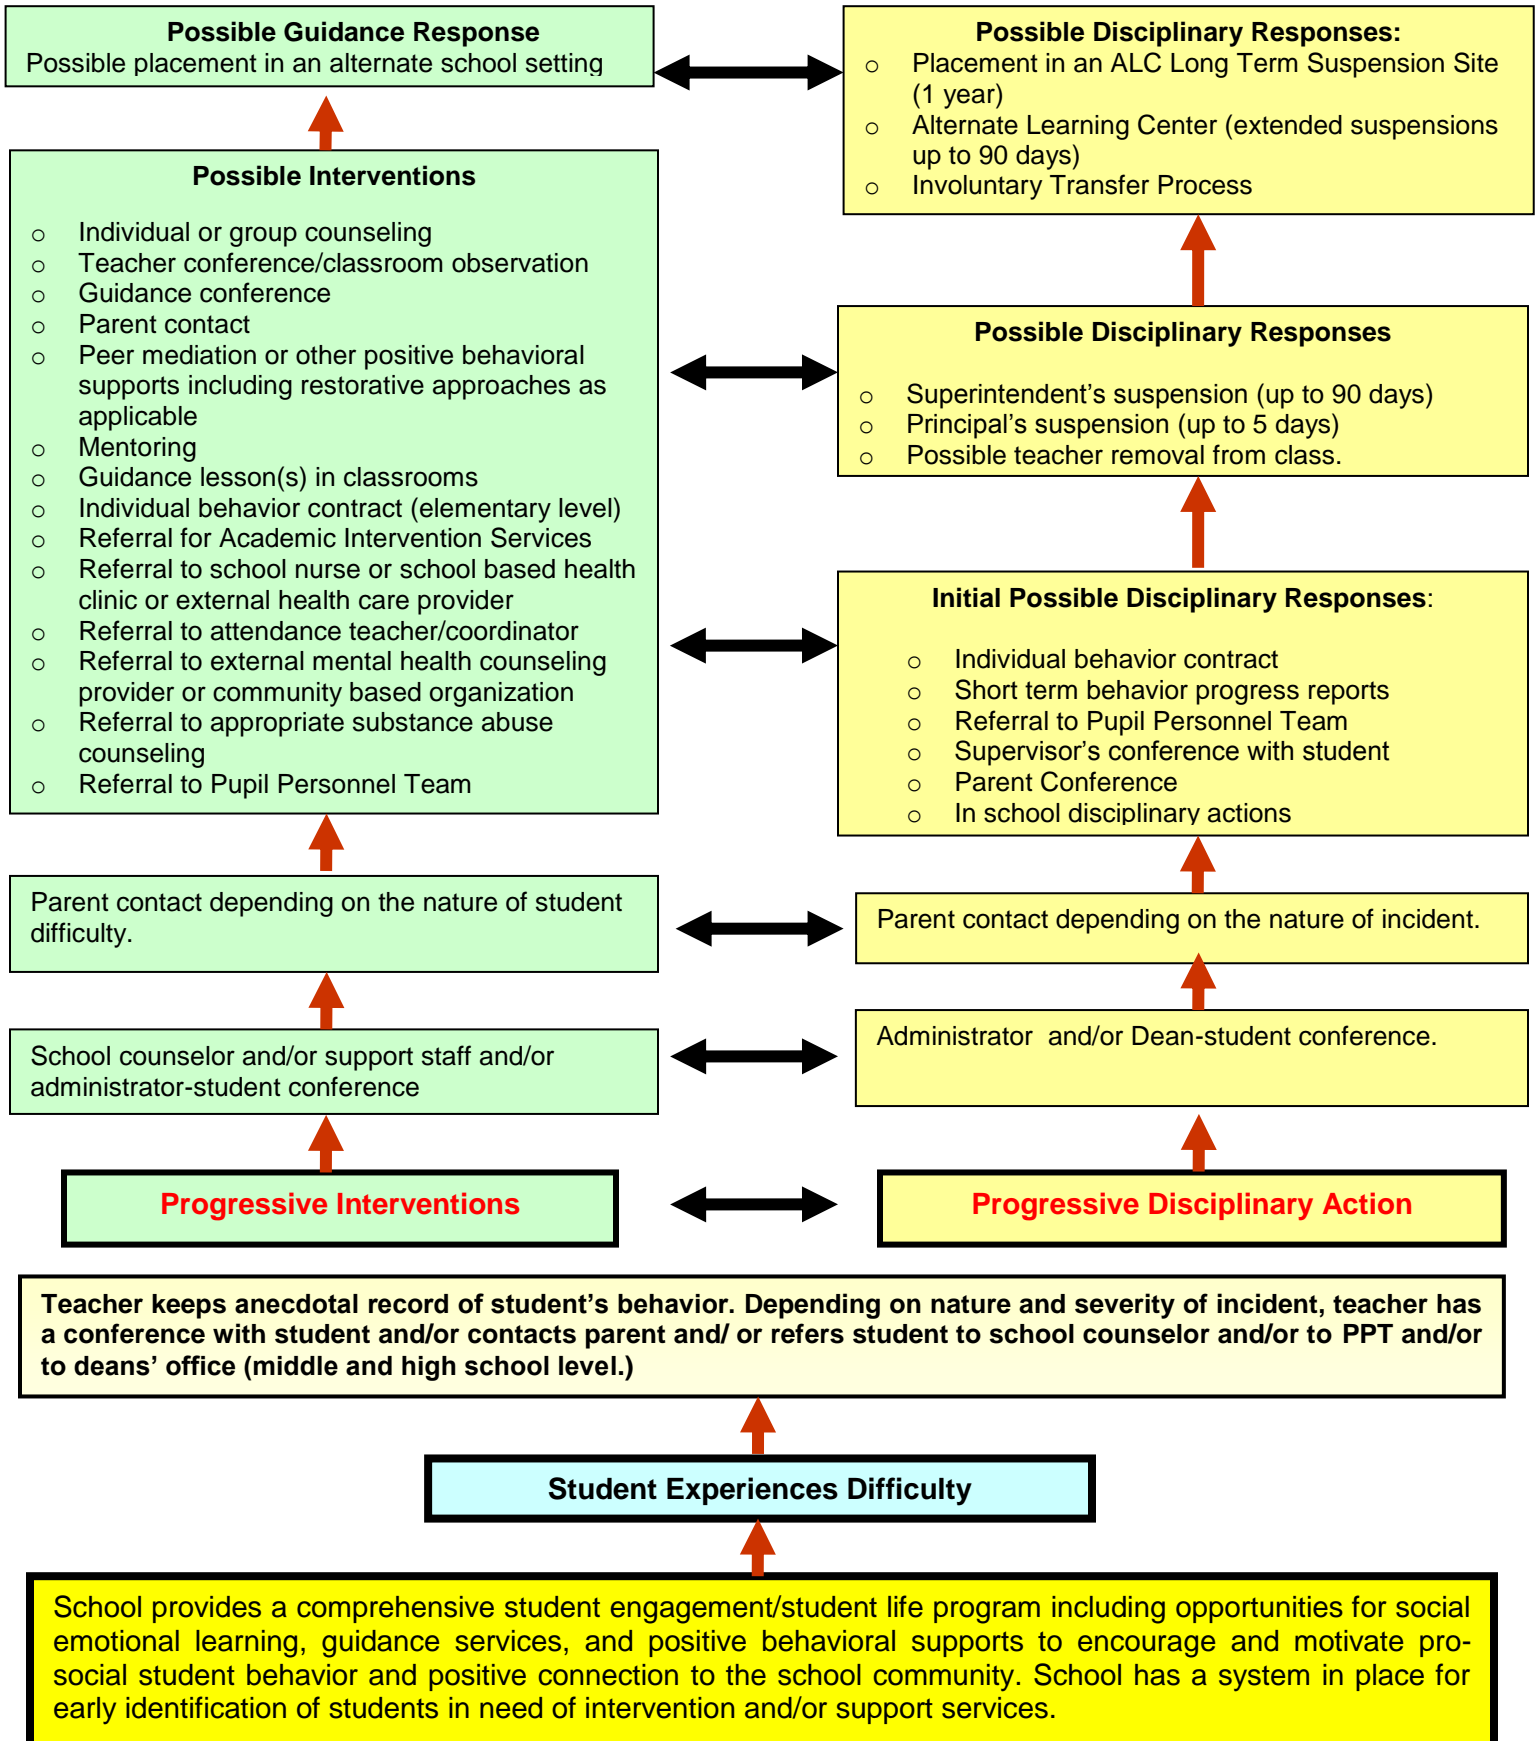 Possible Guidance Response
Possible placement in an alternate school setting
Possible Disciplinary Responses:
o Placement in an ALC Long Term Suspension Site
(1 year)
o Alternate Learning Center (extended suspensions
up to 90 days)
o Involuntary Transfer Process
Possible Interventions
o Individual or group counseling
o Teacher conference/classroom observation
o Guidance conference
o Parent contact
o Peer mediation or other positive behavioral
supports including restorative approaches as
applicable
o Mentoring
o Guidance lesson(s) in classrooms
o Individual behavior contract (elementary level)
o Referral for Academic Intervention Services
o Referral to school nurse or school based health
clinic or external health care provider
o Referral to attendance teacher/coordinator
o Referral to external mental health counseling
provider or community based organization
o Referral to appropriate substance abuse
counseling
o Referral to Pupil Personnel Team
Possible Disciplinary Responses
o Superintendent's suspension (up to 90 days)
o Principal's suspension (up to 5 days)
o Possible teacher removal from class.
Initial Possible Disciplinary Responses:
o Individual behavior contract
o Short term behavior progress reports
o Referral to Pupil Personnel Team
o Supervisor's conference with student
o Parent Conference
o In school disciplinary actions
Parent contact depending on the nature of student
difficulty.
Parent contact depending on the nature of incident.
School counselor and/or support staff and/or
administrator-student conference
Administrator and/or Dean-student conference.
Progressive Interventions
Progressive Disciplinary Action
Teacher keeps anecdotal record of student's behavior. Depending on nature and severity of incident, teacher has
a conference with student and/or contacts parent and/ or refers student to school counselor and/or to PPT and/or
to deans' office (middle and high school level.)
Student Experiences Difficulty
School provides a comprehensive student engagement/student life program including opportunities for social
emotional learning, guidance services, and positive behavioral supports to encourage and motivate pro-
social student behavior and positive connection to the school community. School has a system in place for
early identification of students in need of intervention and/or support services.